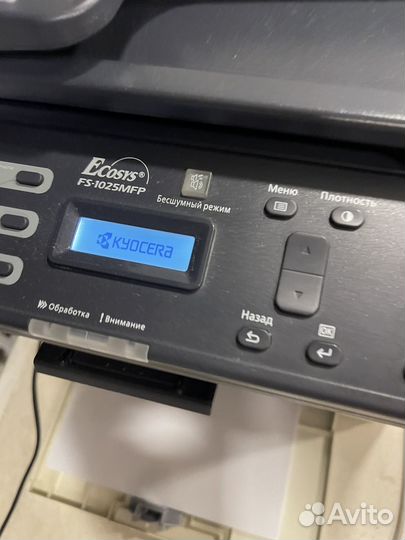 ECOSYS®
FS-1025MFP
Бесшумный режим
Меню
Плотность
KYOCERA
Назад
OK
Обработка
! Внимание
Avito